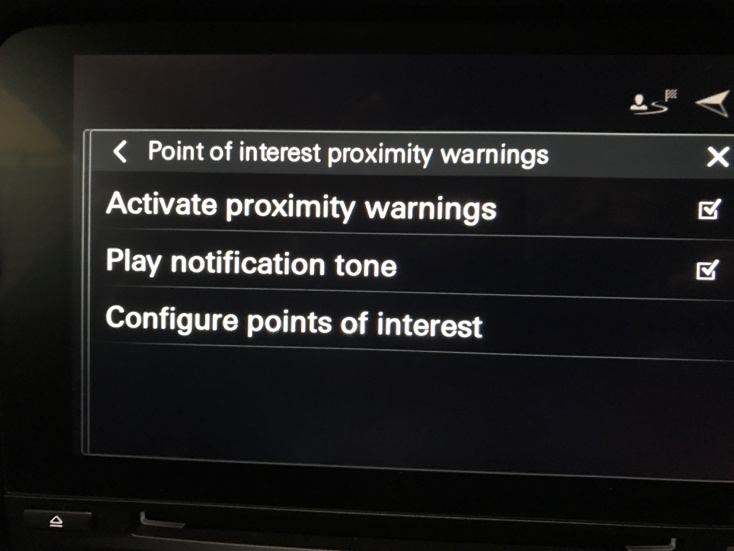 Point of interest proximity warnings
Activate proximity warnings
Play notification tone
Configure points of interest